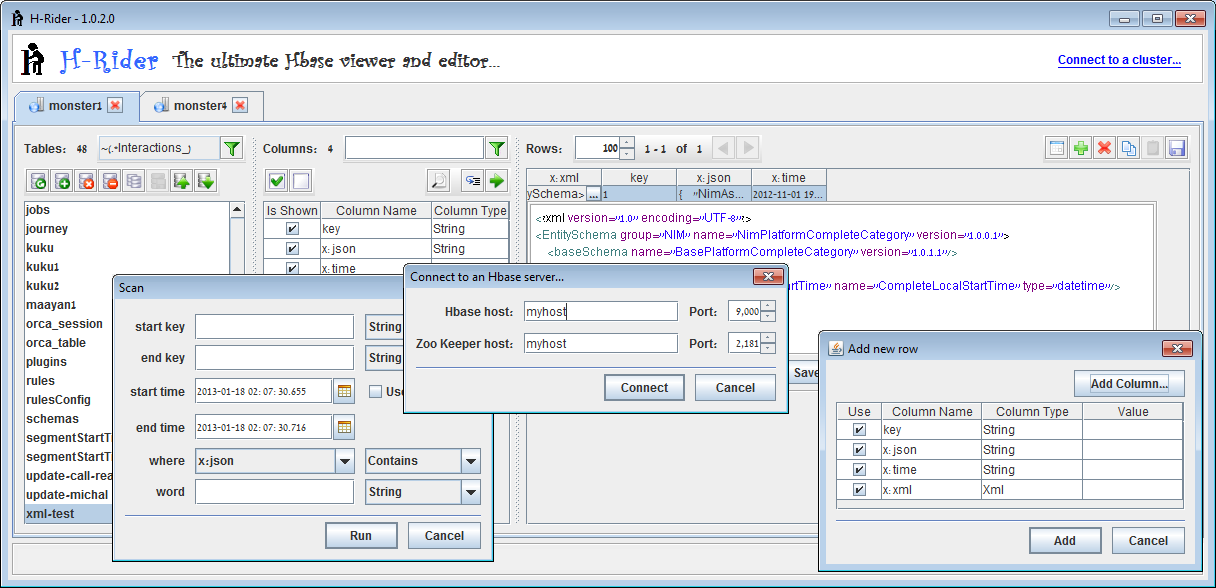 H-Rider - 1.0.2.0
H-Rider The ultimate Hbase viewer and editor...
Connect to a cluster...
monster1
monster4
Tables: 48 ~(.*Interactions_)
Columns: 4
Rows: 100 1 - 1 of 1
jobs
journey
kuku
kuku1
kuku2
maayan1
orca_session
orca_table
plugins
rules
rulesConfig
schemas
segmentStartT
segmentStartT
update-call-rea
update-michal
xml-test
Is Shown Column Name Column Type
key String
x:json String
x:time
x:xml key x:json x:time
ySchema> ... 1 { "NimAs... 2012-11-01 19...
<?xml version="1.0" encoding="UTF-8"?>
<EntitySchema group="NIM" name="NimPlatformCompleteCategory" version="1.0.0.1">
<baseSchema name="BasePlatformCompleteCategory" version="1.0.1.1"/>
rtTime" name="CompleteLocalStartTime" type="datetime"/>
Save
Scan
start key String
end key String
start time 2013-01-18 02:07:30.655 Use
end time 2013-01-18 02:07:30.716
where x:json Contains
word String
Run Cancel
Connect to an Hbase server...
Hbase host: myhost Port: 9,000
Zoo Keeper host: myhost Port: 2,181
Connect Cancel
Add new row
Add Column...
Use Column Name Column Type Value
key String
x:json String
x:time String
x:xml Xml
Add Cancel